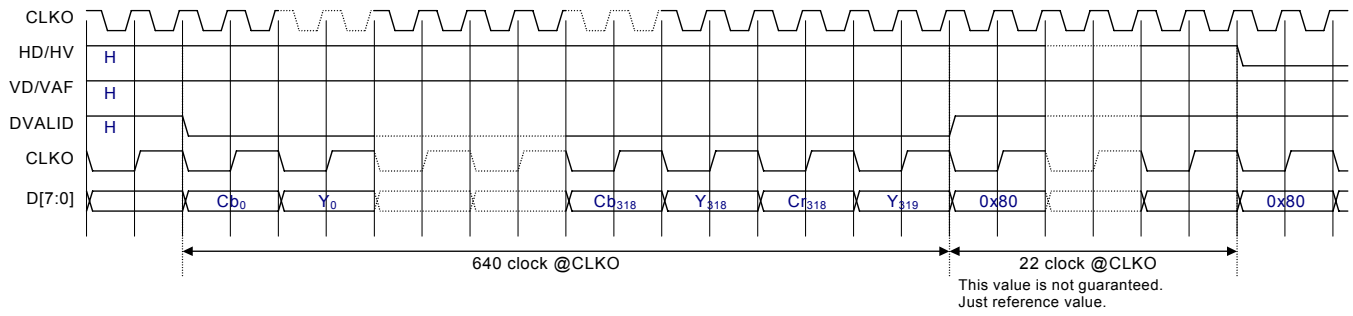 CLKO
HD/HV H
VD/VAF H
DVALID H
CLKO
D[7:0] Cb0 Y0 Cb318 Y318 Cr318 Y319 0x80 0x80
640 clock @CLKO 22 clock @CLKO
This value is not guaranteed.
Just reference value.